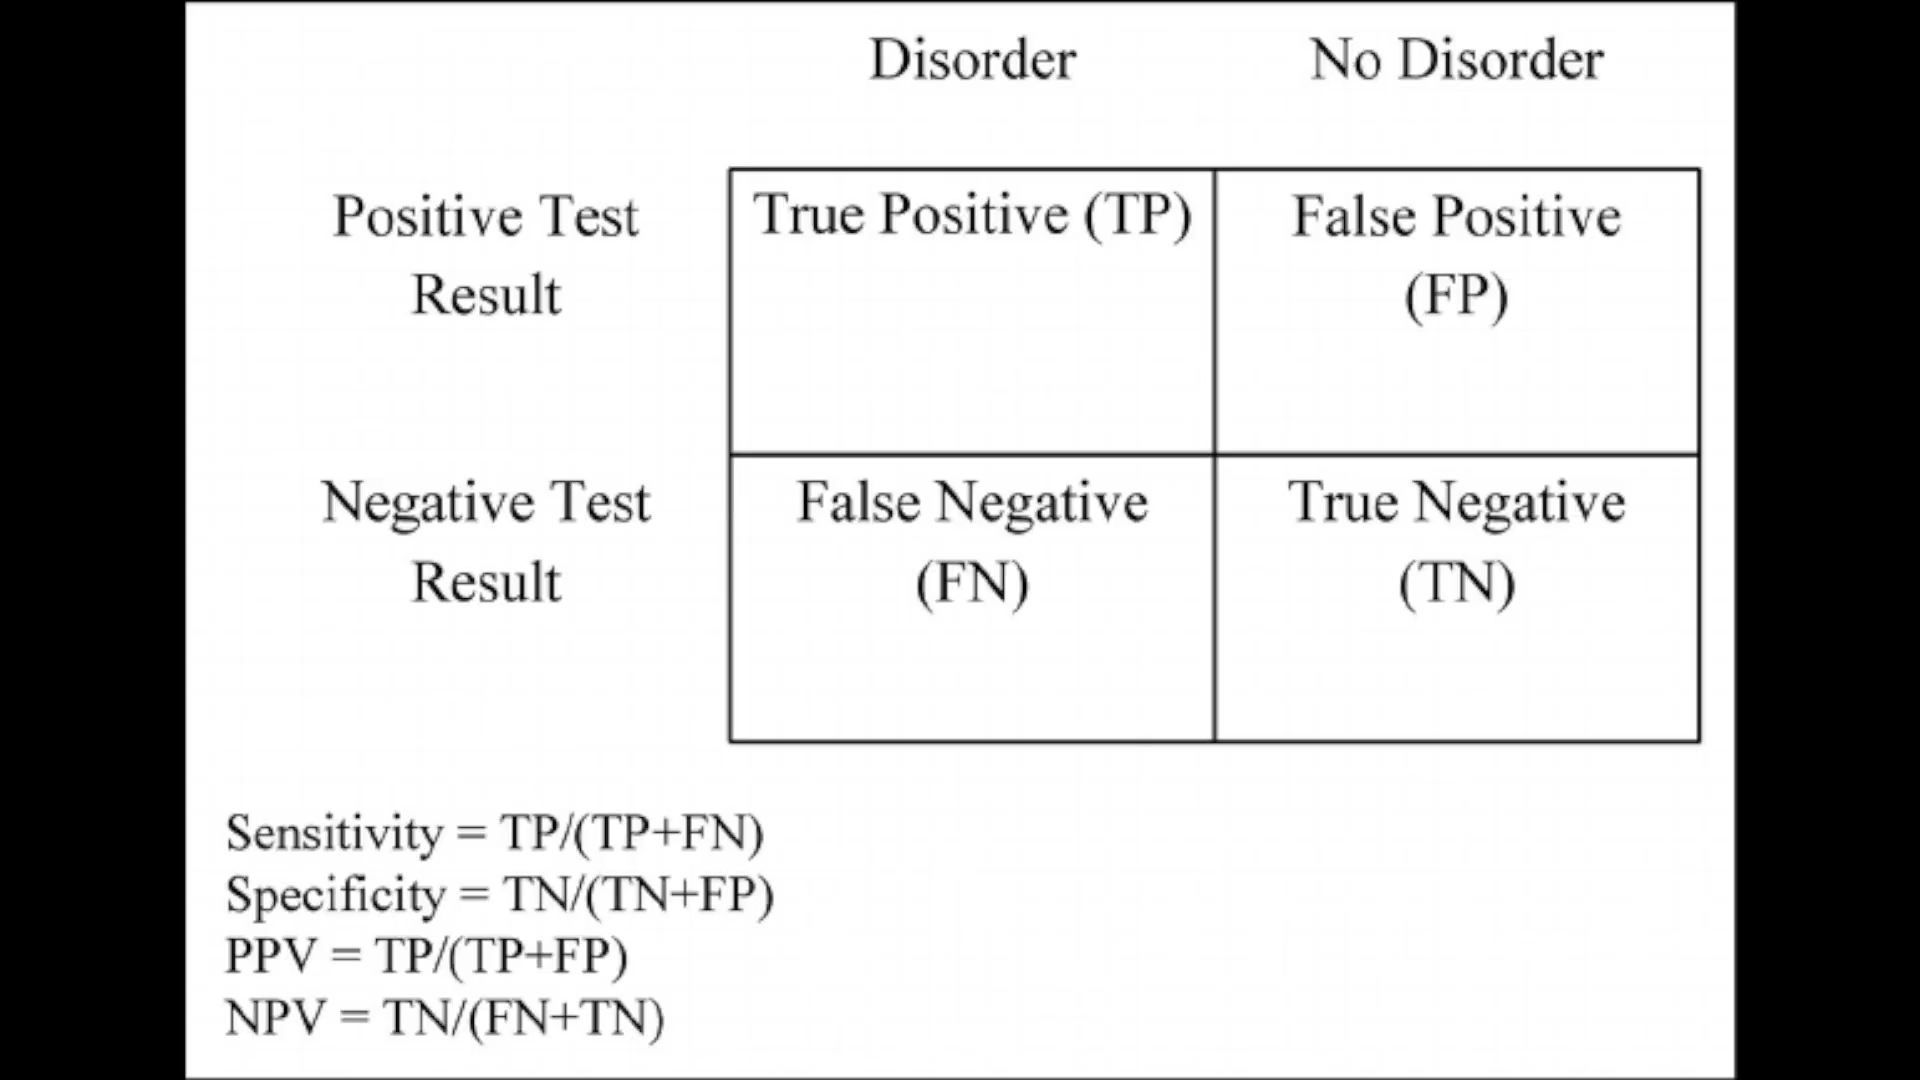 Disorder No Disorder
Positive Test Result True Positive (TP) False Positive (FP)
Negative Test Result False Negative (FN) True Negative (TN)
Sensitivity = TP/(TP+FN)
Specificity = TN/(TN+FP)
PPV = TP/(TP+FP)
NPV = TN/(FN+TN)